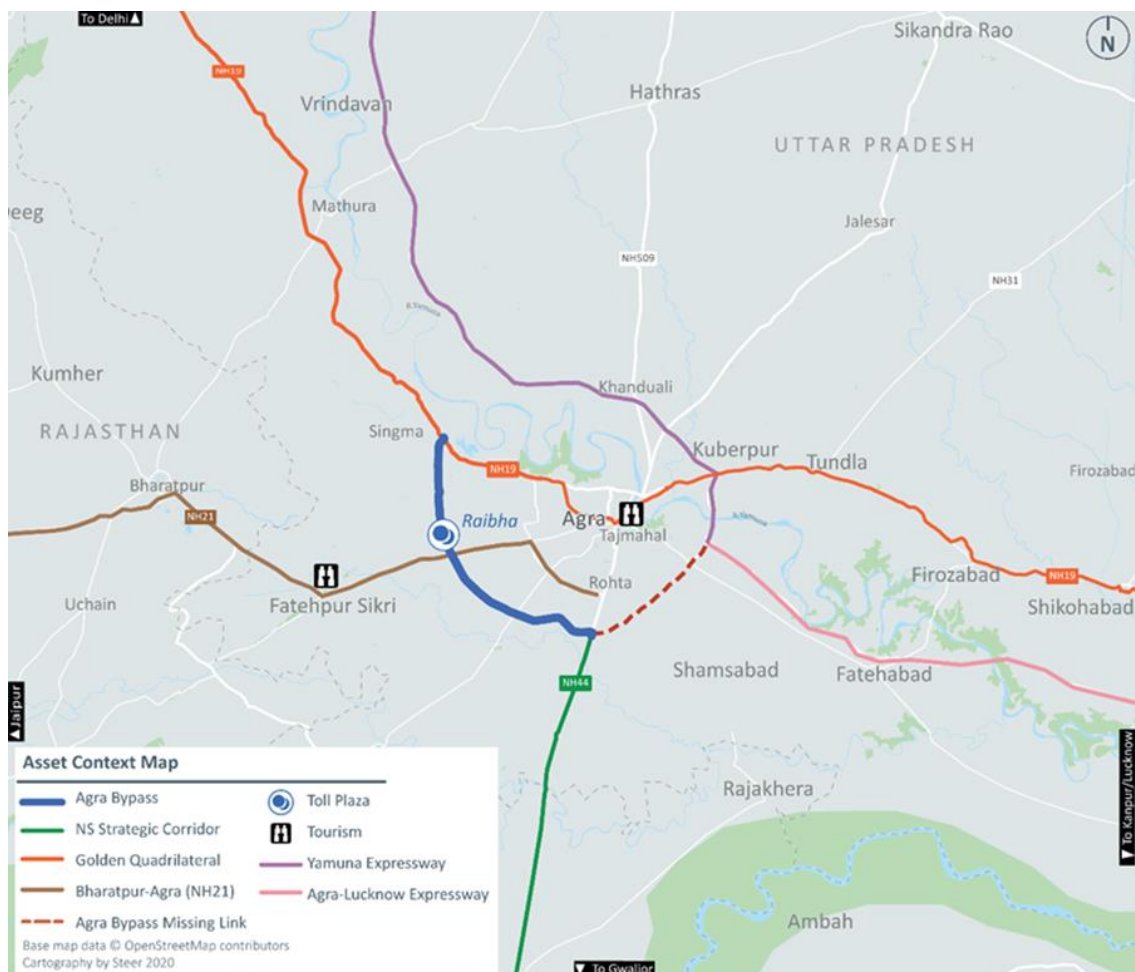 To Delhi
N
Sikandra Rao
NH19
Vrindavan
Hathras
UTTAR PRADESH
Deeg
Mathura
Jalesar
NH509
NH31
R.Yamuna
Kumher
Khanduali
RAJASTHAN
Singma
Kuberpur
NH19
Tundla
Firozabad
Bharatpur
NH21
Raibha
Agra
Tajmahal
R.Yamuna
Uchain
Fatehpur Sikri
Rohta
Firozabad
NH19
Shikohabad
Shamsabad
Fatehabad
NH44
Jaipur
To Kanpur/Lucknow
Rajakhera
Ambah
To Gwalior
Asset Context Map
Agra Bypass
Toll Plaza
NS Strategic Corridor
Tourism
Golden Quadrilateral
Yamuna Expressway
Bharatpur-Agra (NH21)
Agra-Lucknow Expressway
Agra Bypass Missing Link
Base map data © OpenStreetMap contributors
Cartography by Steer 2020